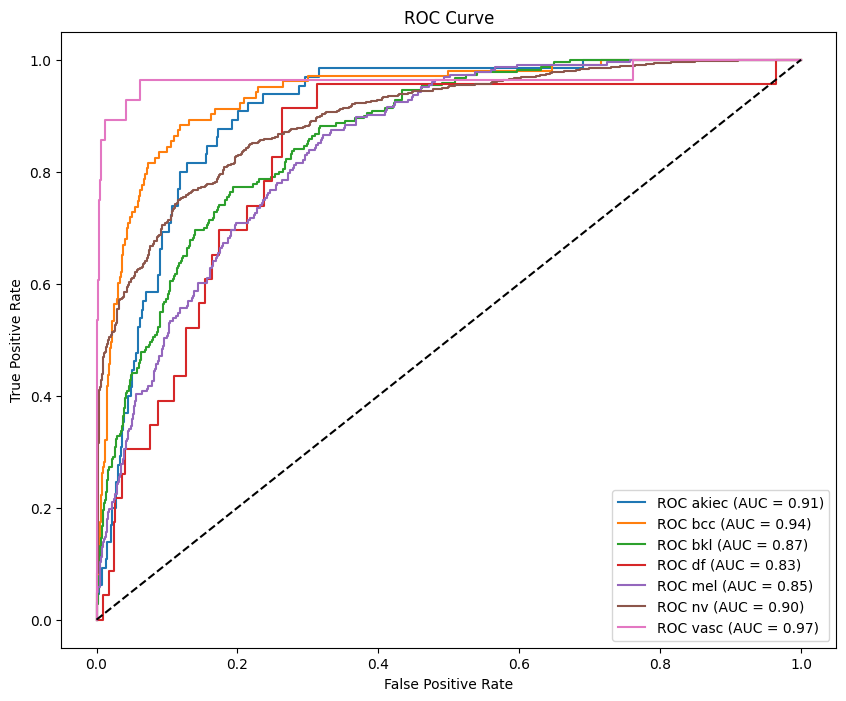 ROC Curve
1.0
0.8
0.6
0.4
0.2
0.0
True Positive Rate
0.0 0.2 0.4 0.6 0.8 1.0
False Positive Rate
ROC akiec (AUC = 0.91)
ROC bcc (AUC = 0.94)
ROC bkl (AUC = 0.87)
ROC df (AUC = 0.83)
ROC mel (AUC = 0.85)
ROC nv (AUC = 0.90)
ROC vasc (AUC = 0.97)